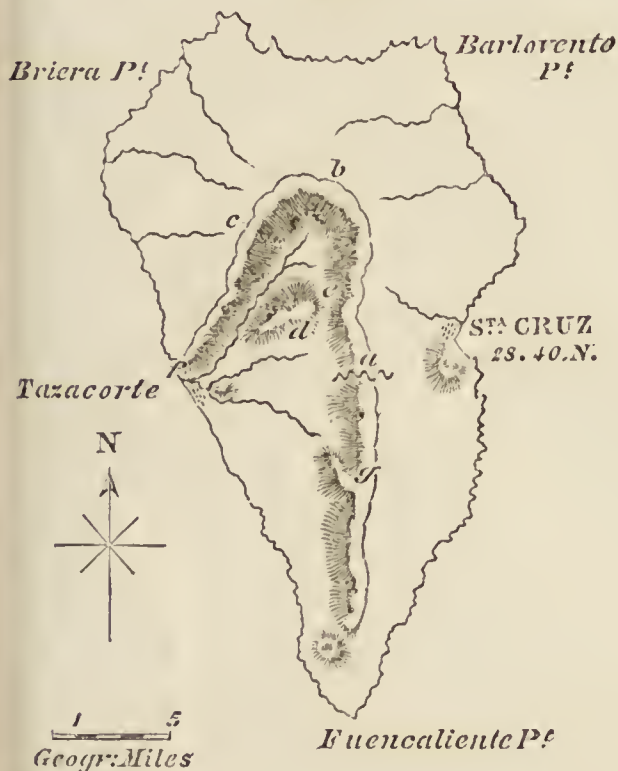 Briera Pt.
Barlovento
Pt.
b
c
e
d
STA. CRUZ
28.40.N.
a
f
Tazacorte
N
g
1 5
Geogr: Miles
Fuencaliente Pt.